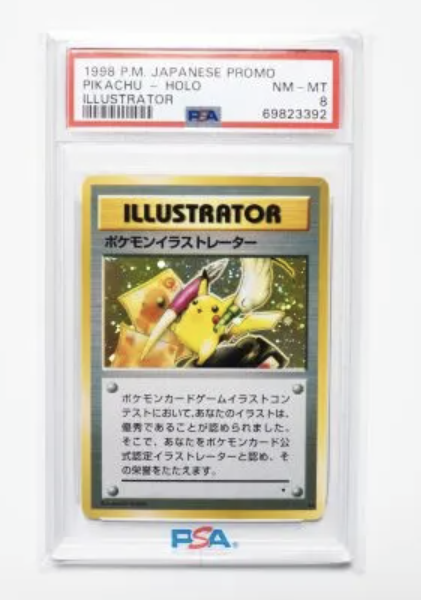 1998 P.M. JAPANESE PROMO
PIKACHU - HOLO NM-MT
ILLUSTRATOR 8
PSA 69823392
ILLUSTRATOR
ポケモンイラストレーター
ポケモンカードゲームイラストコン
テストにおいて、あなたのイラストは、
優秀であることが認められました。
そこで、あなたをポケモンカード公
式認定イラストレーターと認め、そ
の栄誉をたたえます。
PSA